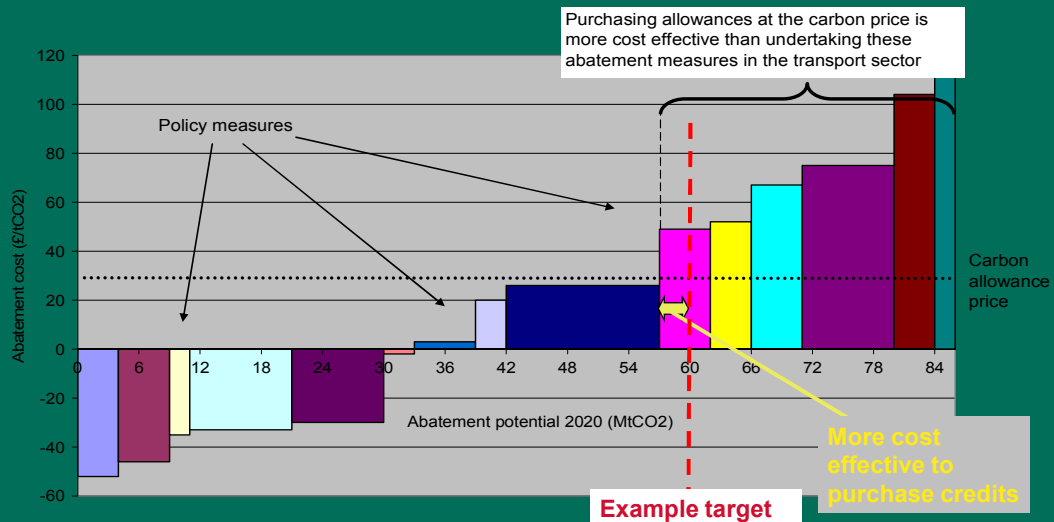 Purchasing allowances at the carbon price is
more cost effective than undertaking these
abatement measures in the transport sector
120
100
80
60
40
20
0
-20
-40
-60
Abatement cost (£/tCO2)
Policy measures
Carbon
allowance
price
0 6 12 18 24 30 36 42 48 54 60 66 72 78 84
Abatement potential 2020 (MtCO2)
More cost
effective to
purchase credits
Example target